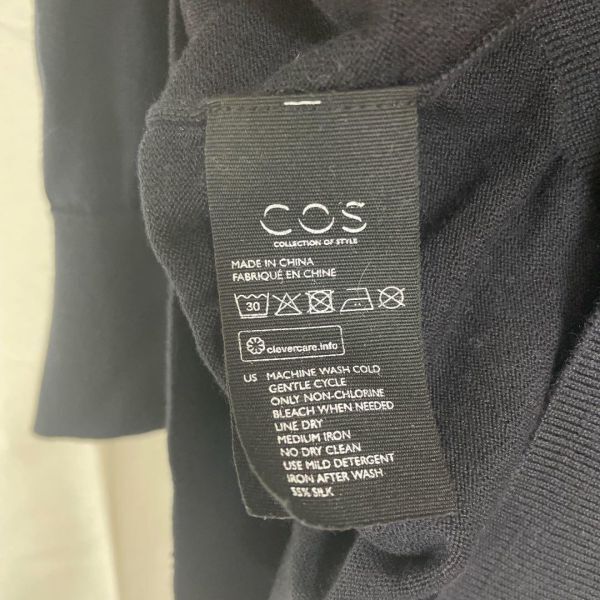 COS
COLLECTION OF STYLE
MADE IN CHINA
FABRIQUÉ EN CHINE
30
clevercare.info
US MACHINE WASH COLD
GENTLE CYCLE
ONLY NON-CHLORINE
BLEACH WHEN NEEDED
LINE DRY
MEDIUM IRON
NO DRY CLEAN
USE MILD DETERGENT
IRON AFTER WASH
55% SILK